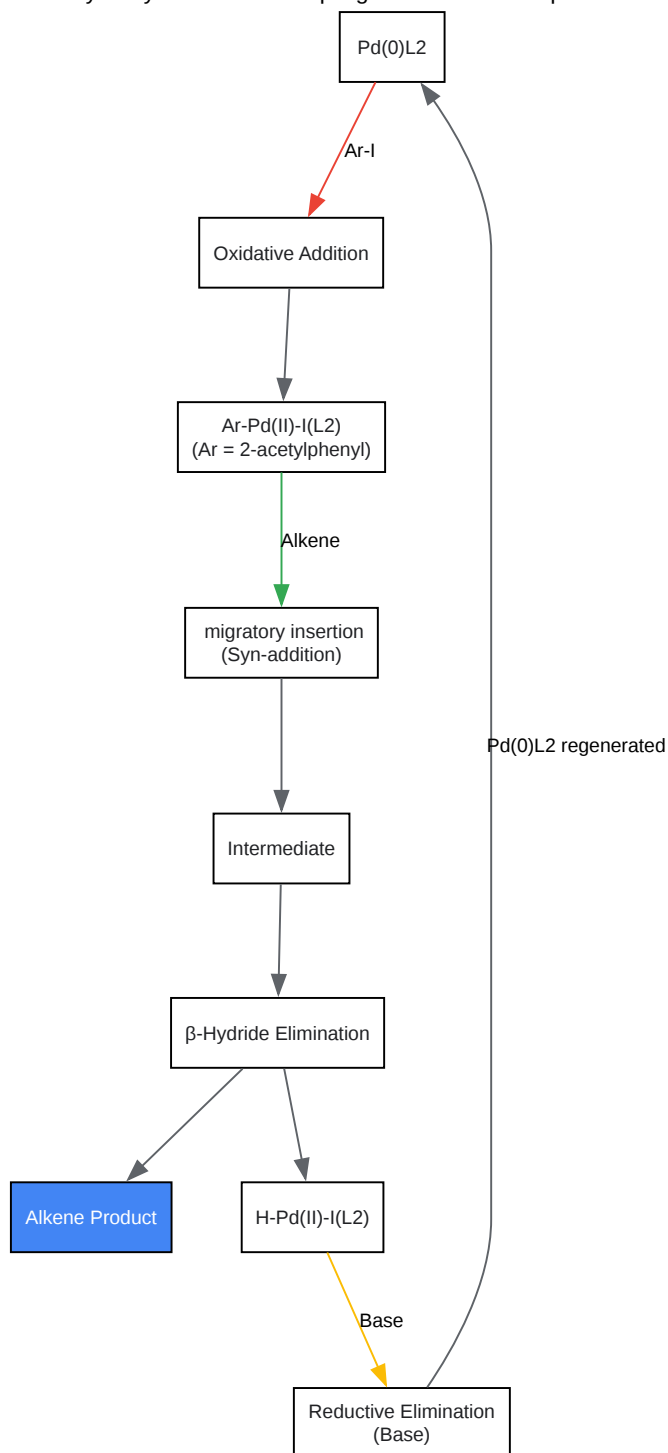 Pd(0)L2
Ar-I
Oxidative Addition
Ar-Pd(II)-I(L2)
(Ar = 2-acetylphenyl)
Alkene
migratory insertion
(Syn-addition)
Pd(0)L2 regenerated
Intermediate
β-Hydride Elimination
Alkene Product
H-Pd(II)-I(L2)
Base
Reductive Elimination
(Base)